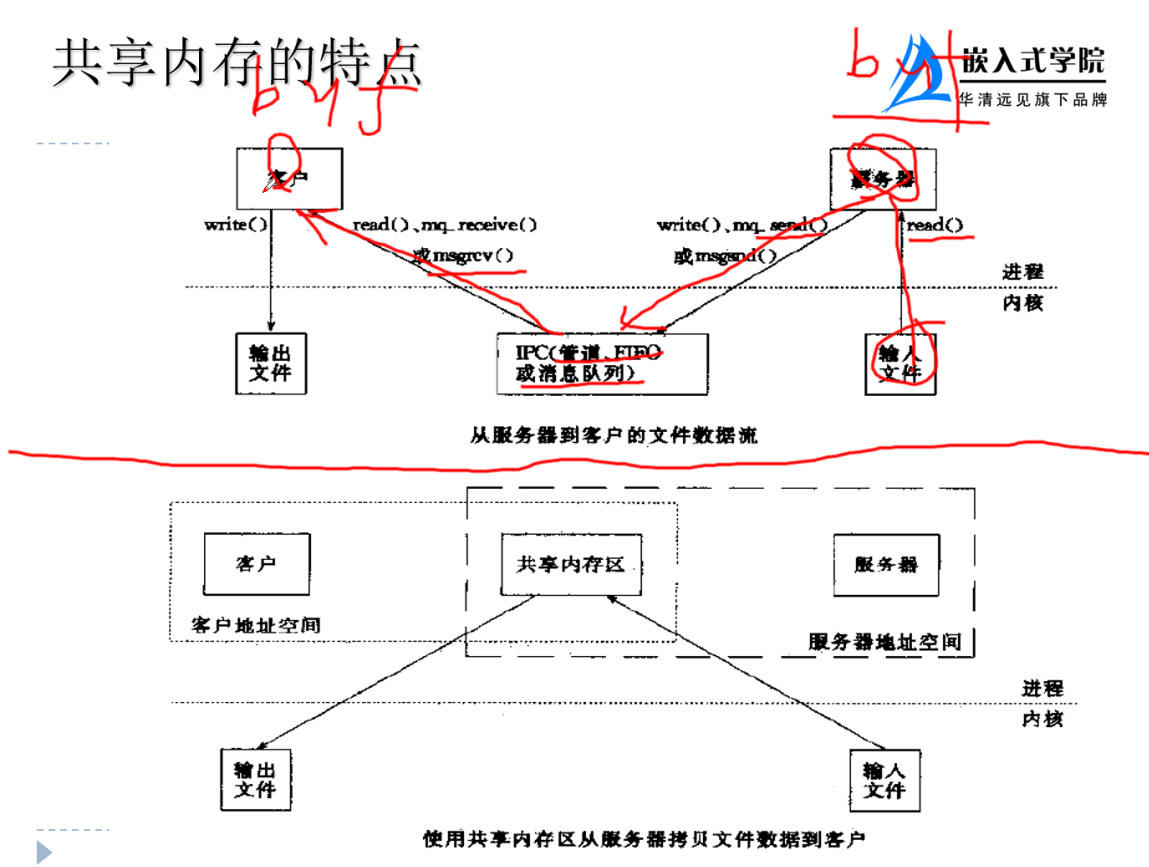 共享内存的特点
buf
buf
嵌入式学院
华清远见旗下品牌
客户
服务器
write()
read()、mq_receive()
或msgrcv()
write()、mq_send()
或msgsnd()
read()
进程
内核
输出
文件
IPC(管道、FIFO
或消息队列)
输入
文件
从服务器到客户的文件数据流
客户
共享内存区
服务器
客户地址空间
服务器地址空间
进程
内核
输出
文件
输入
文件
使用共享内存区从服务器拷贝文件数据到客户